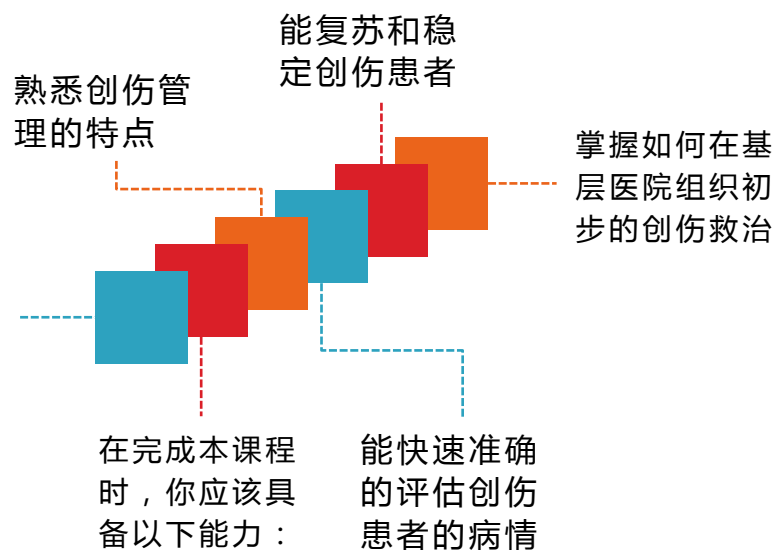 在完成本课程
时，你应该具
备以下能力：
熟悉创伤管
理的特点
能快速准确
的评估创伤
患者的病情
能复苏和稳
定创伤患者
掌握如何在基
层医院组织初
步的创伤救治